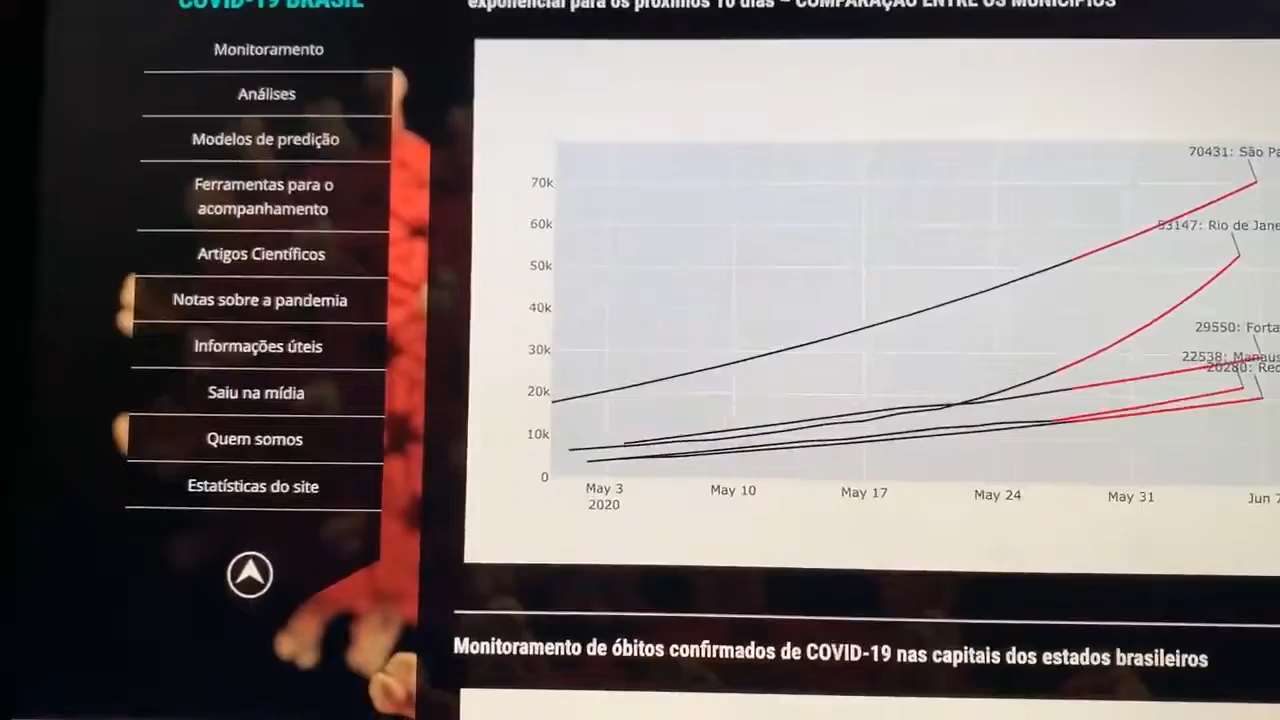 COVID-19 BRASIL
Monitoramento
Análises
Modelos de predição
Ferramentas para o
acompanhamento
Artigos Científicos
Notas sobre a pandemia
Informações úteis
Saiu na mídia
Quem somos
Estatísticas do site
exponencial para os próximos 10 dias – COMPARAÇÃO ENTRE OS MUNICÍPIOS
70431: São Pa
53147: Rio de Jane
29550: Forta
22538: Manaus
20280: Rec
70k
60k
50k
40k
30k
20k
10k
0
May 3
2020
May 10
May 17
May 24
May 31
Jun 7
Monitoramento de óbitos confirmados de COVID-19 nas capitais dos estados brasileiros